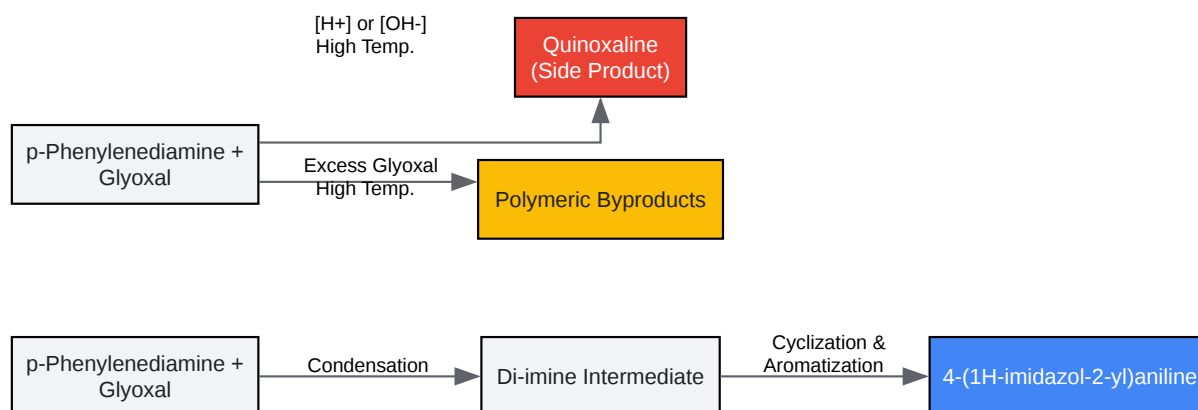 [H+] or [OH-]
High Temp.
Quinoxaline
(Side Product)
p-Phenylenediamine +
Glyoxal
Excess Glyoxal
High Temp.
Polymeric Byproducts
p-Phenylenediamine +
Glyoxal
Condensation
Di-imine Intermediate
Cyclization &
Aromatization
4-(1H-imidazol-2-yl)aniline